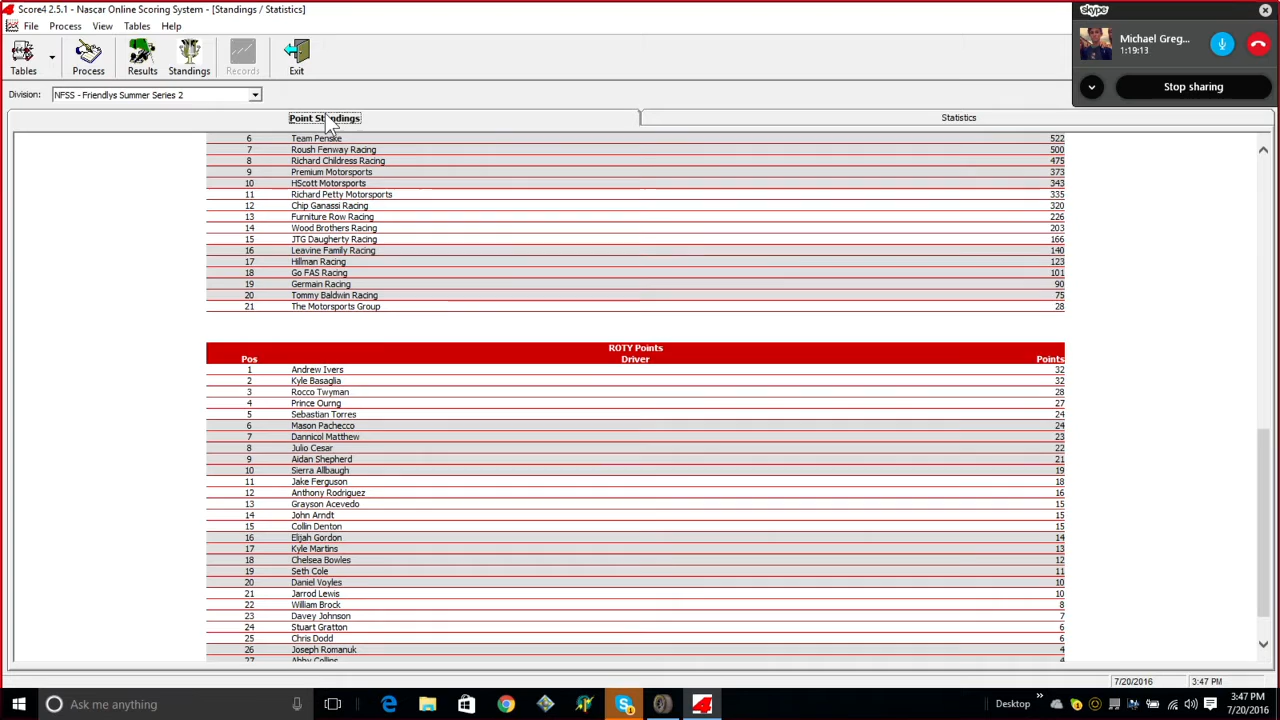 Score4 2.5.1 - Nascar Online Scoring System - [Standings / Statistics]
File Process View Tables Help
Tables Process Results Standings Records Exit
skype
Michael Greg...
1:19:13
Stop sharing
Division: NFSS - Friendlys Summer Series 2
Point Standings Statistics
6 Team Penske 522
7 Roush Fenway Racing 500
8 Richard Childress Racing 475
9 Premium Motorsports 373
10 HScott Motorsports 343
11 Richard Petty Motorsports 335
12 Chip Ganassi Racing 320
13 Furniture Row Racing 226
14 Wood Brothers Racing 203
15 JTG Daugherty Racing 166
16 Leavine Family Racing 140
17 Hillman Racing 123
18 Go FAS Racing 101
19 Germain Racing 90
20 Tommy Baldwin Racing 75
21 The Motorsports Group 28
ROTY Points
Pos Driver Points
1 Andrew Ivers 32
2 Kyle Basaglia 32
3 Rocco Twyman 28
4 Prince Ourng 27
5 Sebastian Torres 24
6 Mason Pachecco 24
7 Dannicol Matthew 23
8 Julio Cesar 22
9 Aidan Shepherd 21
10 Sierra Allbaugh 19
11 Jake Ferguson 18
12 Anthony Rodriguez 16
13 Grayson Acevedo 15
14 John Arndt 15
15 Collin Denton 15
16 Elijah Gordon 14
17 Kyle Martins 13
18 Chelsea Bowles 12
19 Seth Cole 11
20 Daniel Voyles 10
21 Jarrod Lewis 10
22 William Brock 8
23 Davey Johnson 7
24 Stuart Gratton 6
25 Chris Dodd 6
26 Joseph Romanuk 4
27 Abby Collins 4
7/20/2016 3:47 PM
Ask me anything
Desktop
3:47 PM
7/20/2016